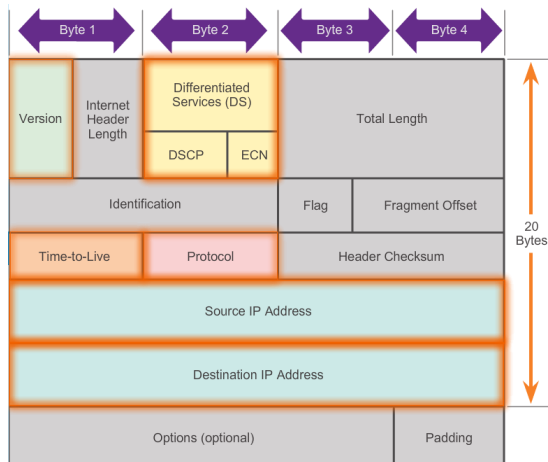 Byte 1
Byte 2
Byte 3
Byte 4
Version
Internet
Header
Length
Differentiated
Services (DS)
DSCP
ECN
Total Length
Identification
Flag
Fragment Offset
20
Bytes
Time-to-Live
Protocol
Header Checksum
Source IP Address
Destination IP Address
Options (optional)
Padding